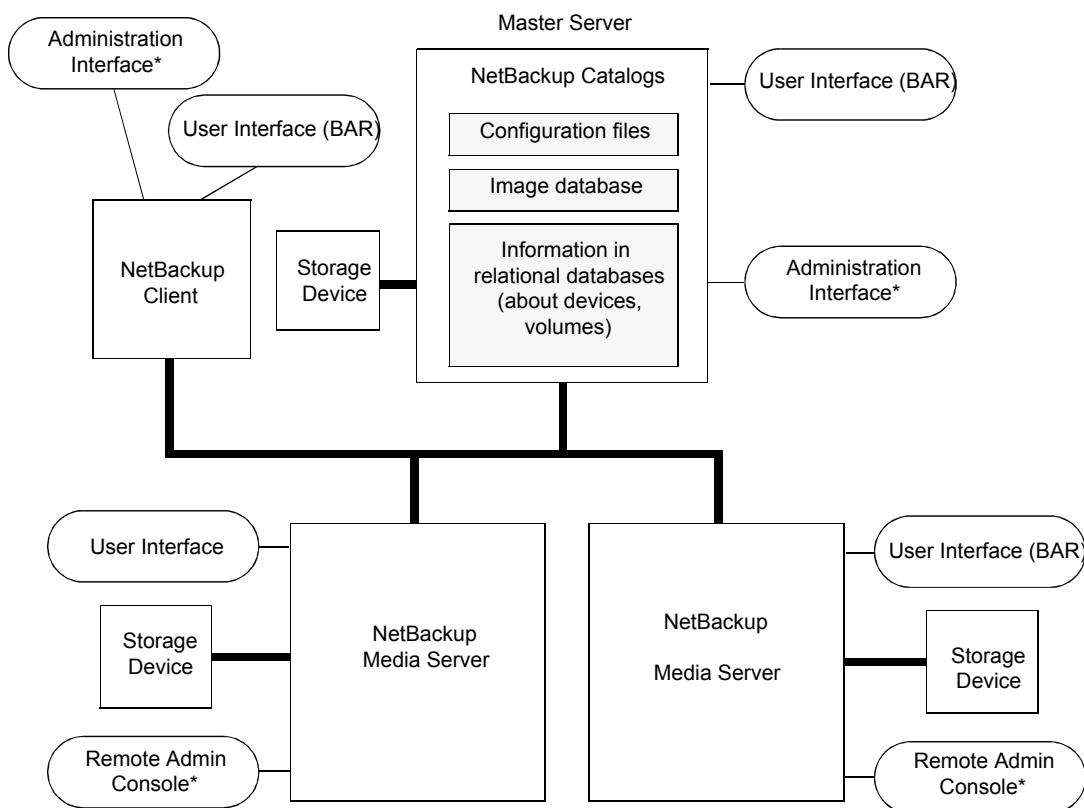 Master Server
Administration
Interface*
User Interface (BAR)
NetBackup
Client
Storage
Device
NetBackup Catalogs
Configuration files
Image database
Information in
relational databases
(about devices,
volumes)
User Interface (BAR)
Administration
Interface*
User Interface
Storage
Device
Remote Admin
Console*
NetBackup
Media Server
NetBackup
Media Server
User Interface (BAR)
Storage
Device
Remote Admin
Console*